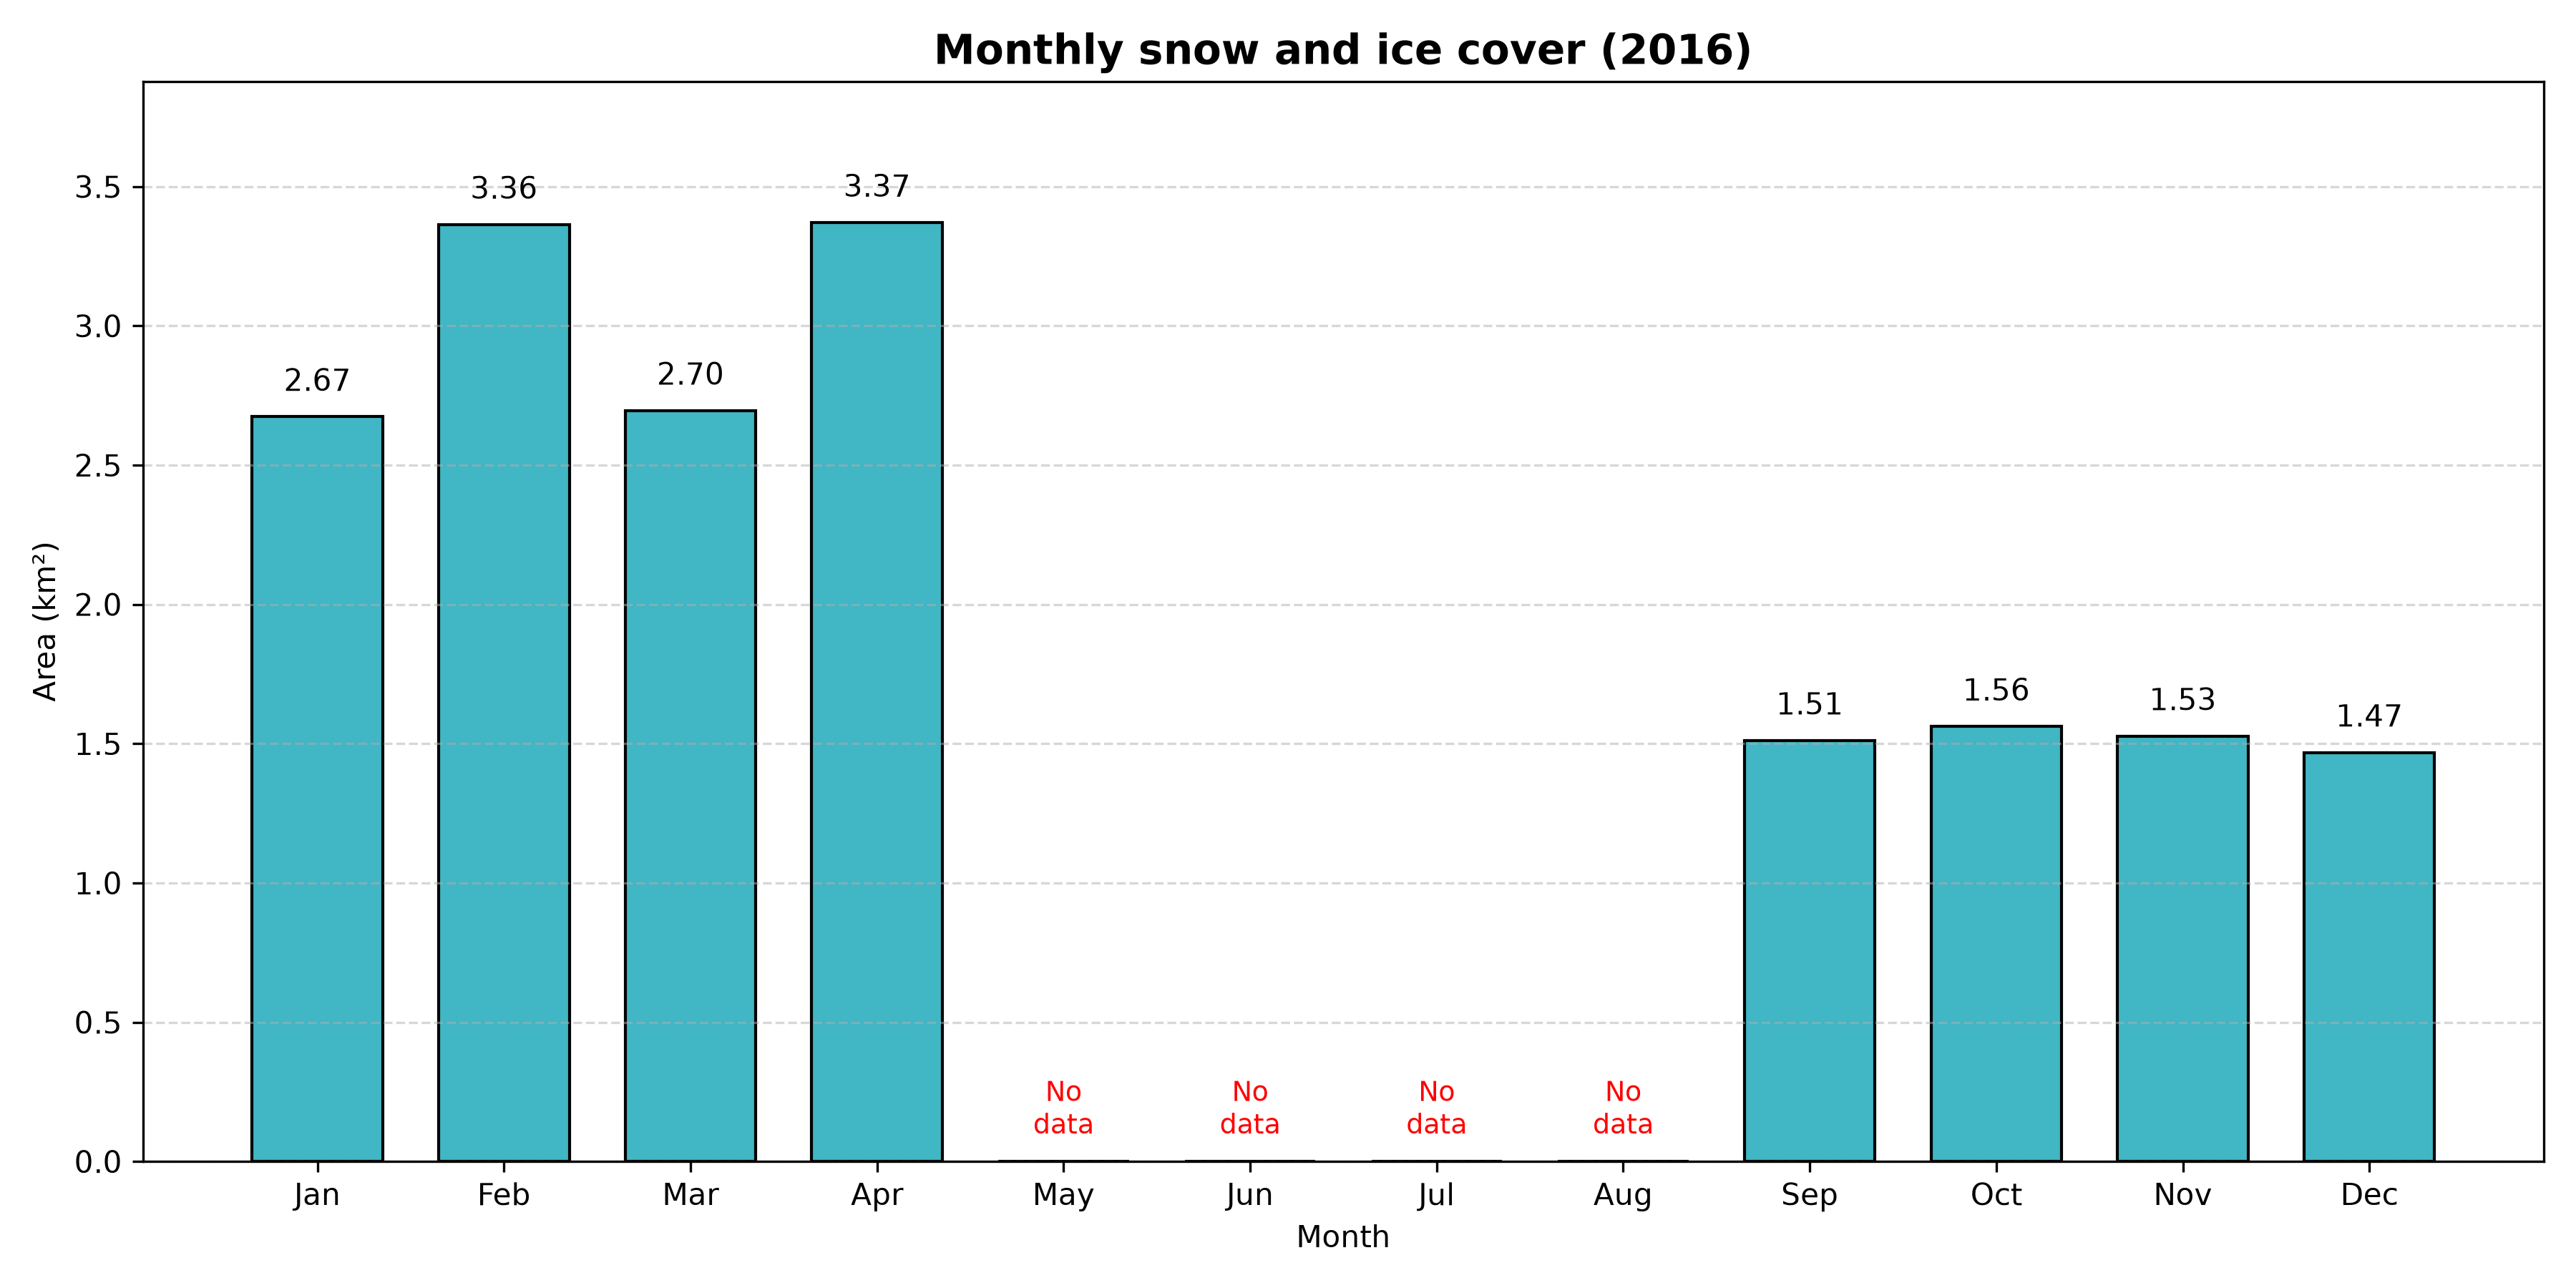 Monthly snow and ice cover (2016)
Area (km²)
3.5
3.0
2.5
2.0
1.5
1.0
0.5
0.0
2.67
3.36
2.70
3.37
No
data
No
data
No
data
No
data
1.51
1.56
1.53
1.47
Jan Feb Mar Apr May Jun Jul Aug Sep Oct Nov Dec
Month